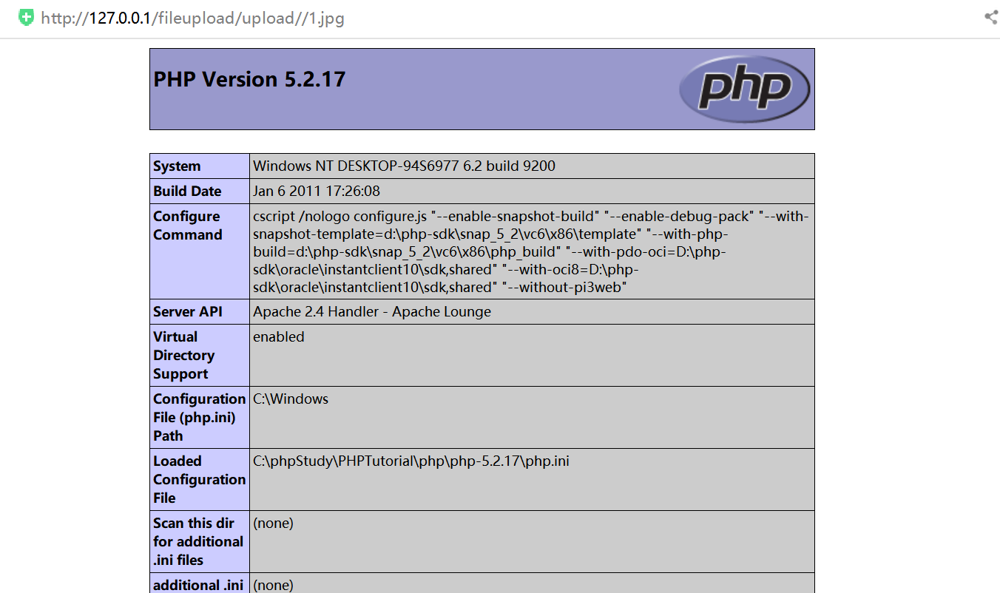 http://127.0.0.1/fileupload/upload//1.jpg
PHP Version 5.2.17
php
System
Windows NT DESKTOP-94S6977 6.2 build 9200
Build Date
Jan 6 2011 17:26:08
Configure
Command
cscript /nologo configure.js "--enable-snapshot-build" "--enable-debug-pack" "--with-
snapshot-template=d:\php-sdk\snap_5_2\vc6\x86\template" "--with-php-
build=d:\php-sdk\snap_5_2\vc6\x86\php_build" "--with-pdo-oci=D:\php-
sdk\oracle\instantclient10\sdk,shared" "--with-oci8=D:\php-
sdk\oracle\instantclient10\sdk,shared" "--without-pi3web"
Server API
Apache 2.4 Handler - Apache Lounge
Virtual
Directory
Support
enabled
Configuration
File (php.ini)
Path
C:\Windows
Loaded
Configuration
File
C:\phpStudy\PHPTutorial\php\php-5.2.17\php.ini
Scan this dir
for additional
.ini files
(none)
additional .ini
(none)